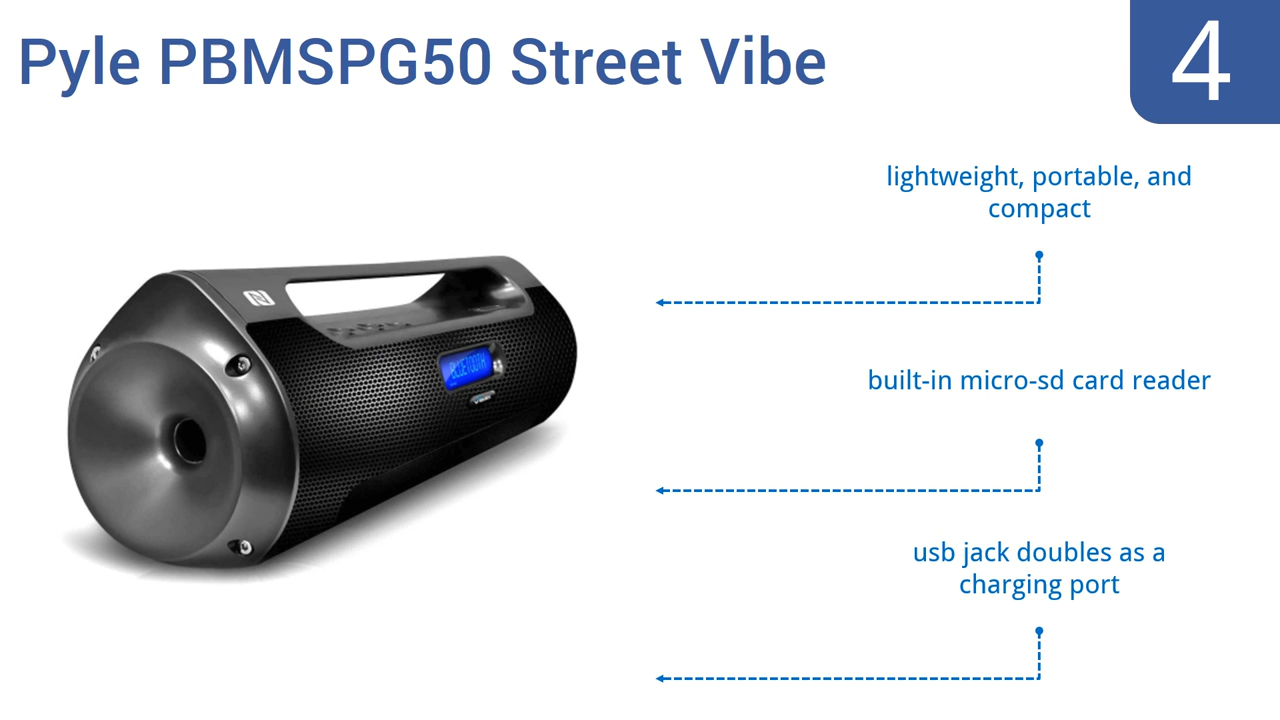 Pyle PBMSPG50 Street Vibe
4
lightweight, portable, and
compact
BLUETOOTH
built-in micro-sd card reader
usb jack doubles as a
charging port